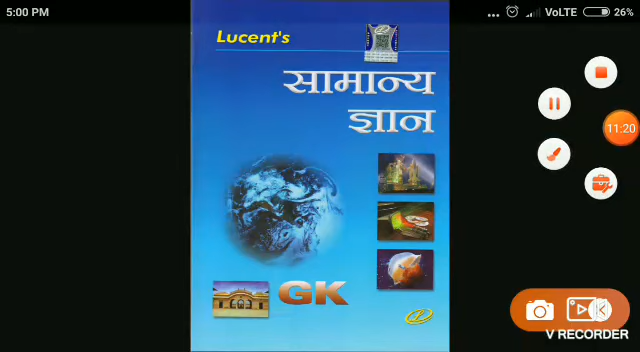 5:00 PM
... VoLTE 26%
Lucent's
सामान्य
ज्ञान
11:20
GK
V RECORDER